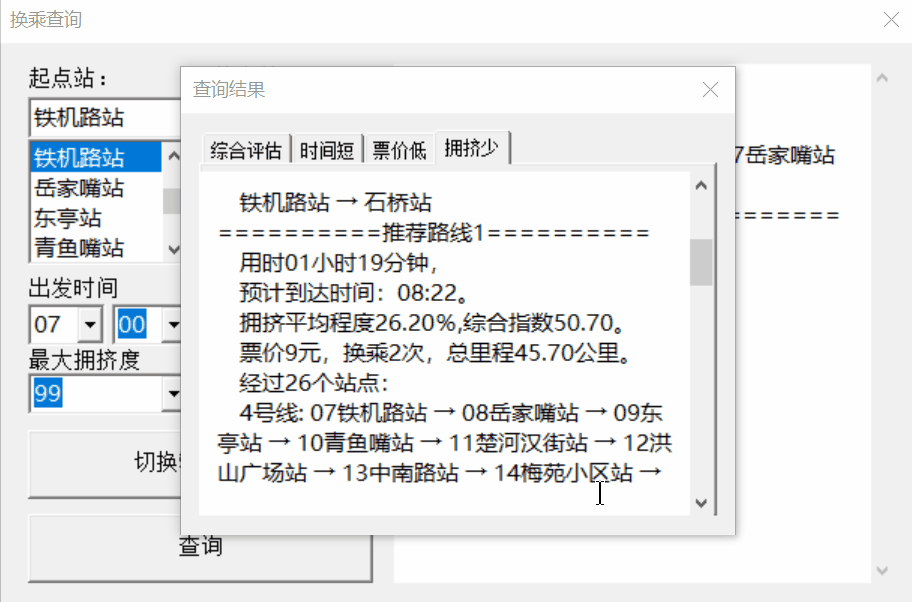 换乘查询
起点站：
铁机路站
铁机路站
岳家嘴站
东亭站
青鱼嘴站
出发时间
07
00
最大拥挤度
99
切换
查询
7岳家嘴站
=======
查询结果
综合评估
时间短
票价低
拥挤少
铁机路站 → 石桥站
==========推荐路线1==========
用时01小时19分钟，
预计到达时间：08:22。
拥挤平均程度26.20%,综合指数50.70。
票价9元，换乘2次，总里程45.70公里。
经过26个站点：
4号线: 07铁机路站 → 08岳家嘴站 → 09东
亭站 → 10青鱼嘴站 → 11楚河汉街站 → 12洪
山广场站 → 13中南路站 → 14梅苑小区站 →